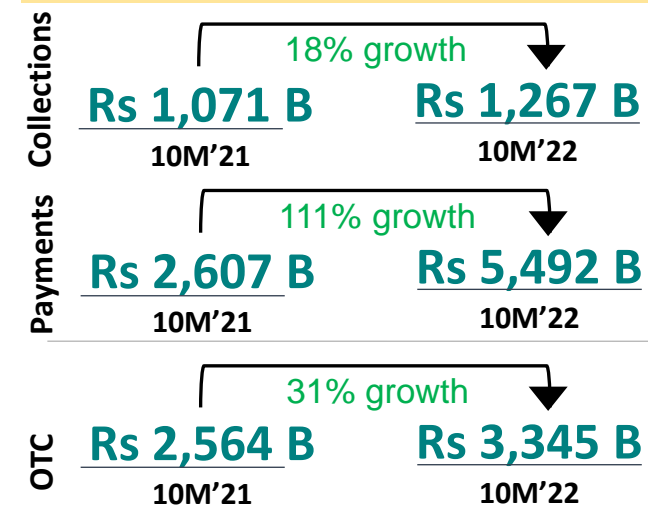 Collections
18% growth
Rs 1,071 B
Rs 1,267 B
10M’21
10M’22
Payments
111% growth
Rs 2,607 B
Rs 5,492 B
10M’21
10M’22
OTC
31% growth
Rs 2,564 B
Rs 3,345 B
10M’21
10M’22